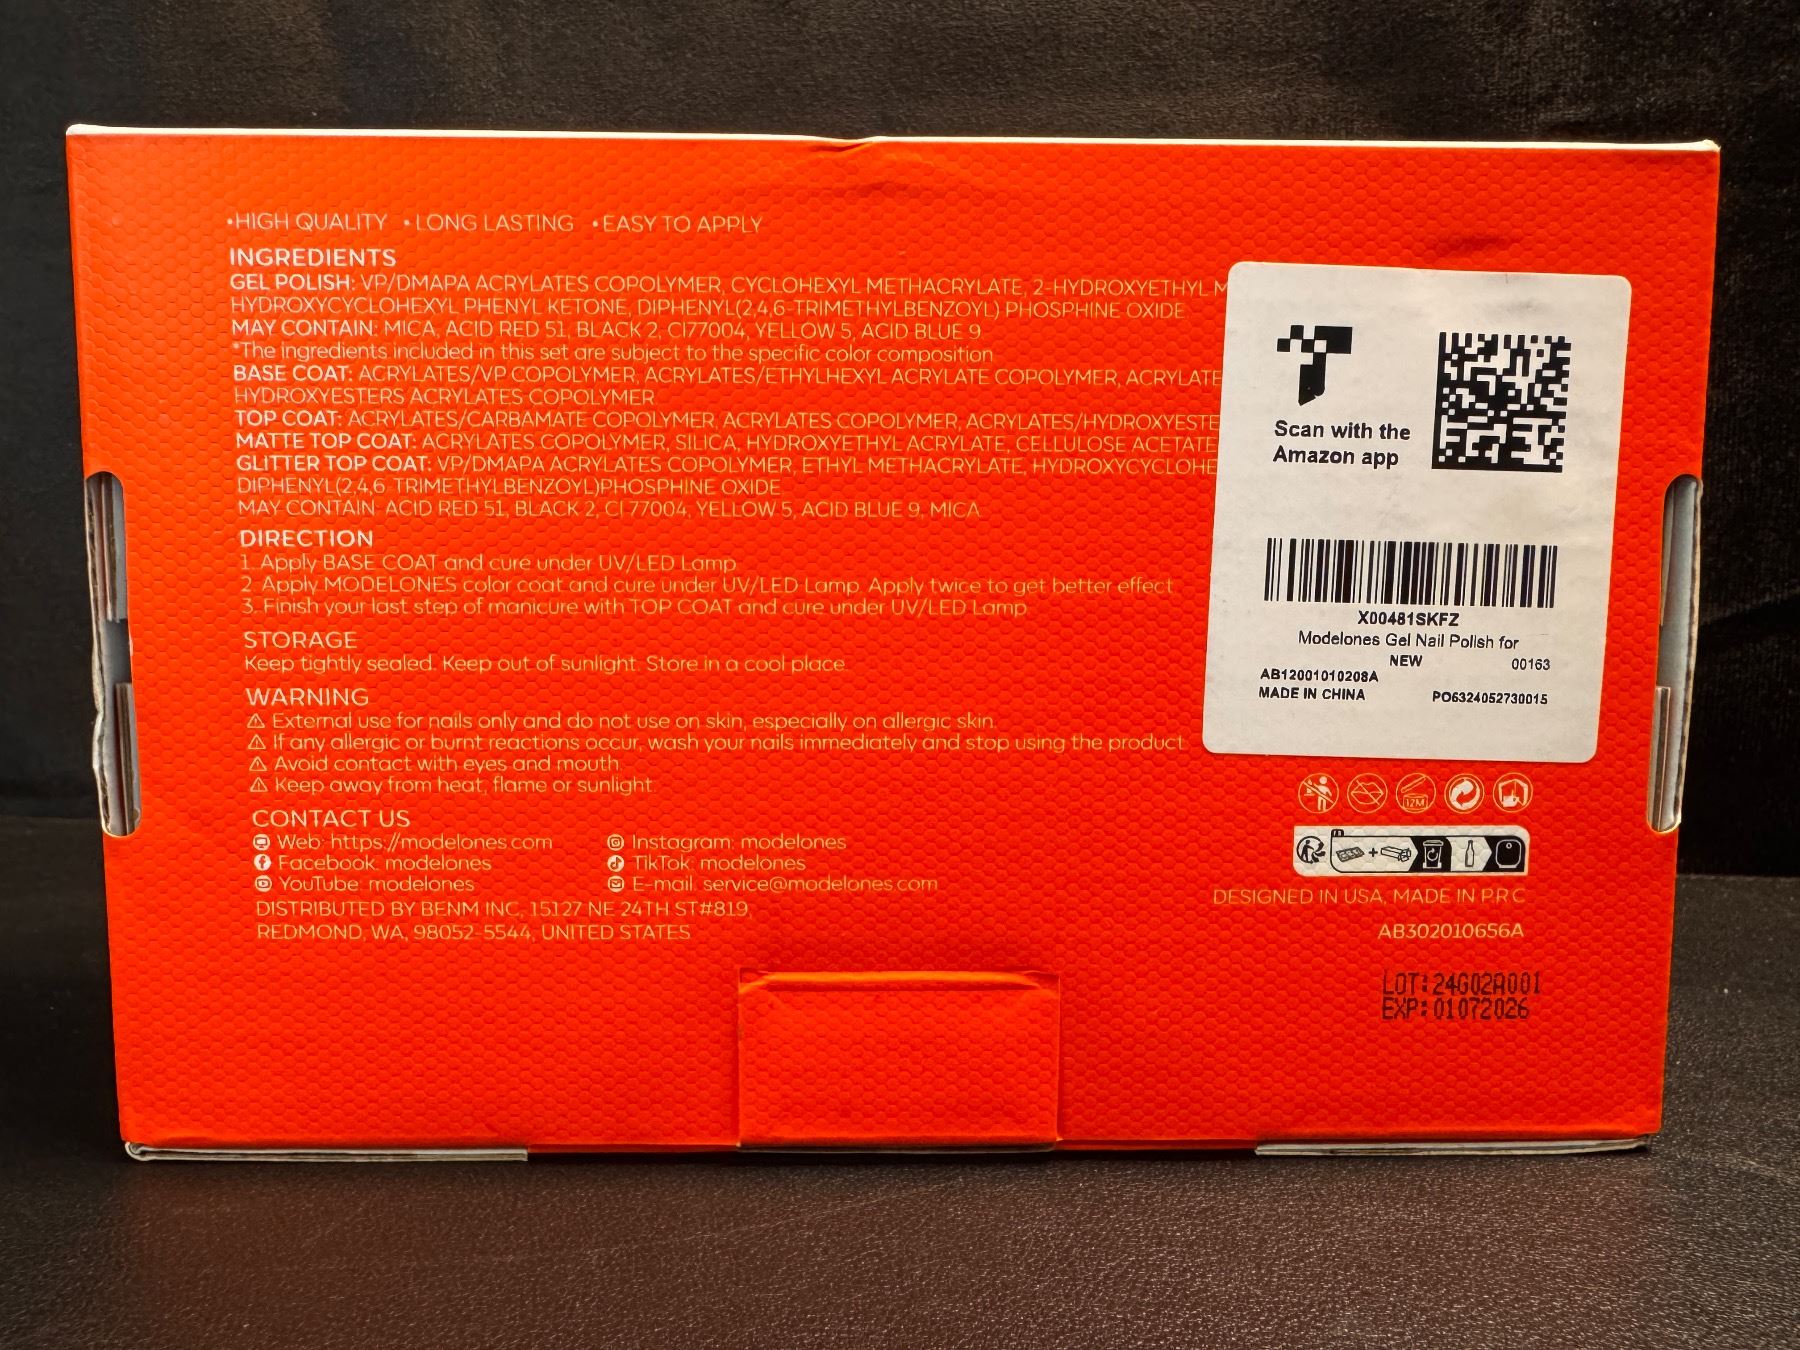 •HIGH QUALITY •LONG LASTING •EASY TO APPLY
INGREDIENTS
GEL POLISH: VP/DMAPA ACRYLATES COPOLYMER, CYCLOHEXYL METHACRYLATE, 2-HYDROXYETHYL
HYDROXYCYCLOHEXYL PHENYL KETONE, DIPHENYL(2,4,6-TRIMETHYLBENZOYL) PHOSPHINE OXIDE
MAY CONTAIN: MICA, ACID RED 51, BLACK 2, CI77004, YELLOW 5, ACID BLUE 9
*The ingredients included in this set are subject to the specific color composition
BASE COAT: ACRYLATES/VP COPOLYMER, ACRYLATES/ETHYLHEXYL ACRYLATE COPOLYMER, ACRYLATE
HYDROXYESTERS ACRYLATES COPOLYMER
TOP COAT: ACRYLATES/CARBAMATE COPOLYMER, ACRYLATES COPOLYMER, ACRYLATES/HYDROXYESTE
MATTE TOP COAT: ACRYLATES COPOLYMER, SILICA, HYDROXYETHYL ACRYLATE, CELLULOSE ACETATE
GLITTER TOP COAT: VP/DMAPA ACRYLATES COPOLYMER, ETHYL METHACRYLATE, HYDROXYCYCLOHE
DIPHENYL(2,4,6-TRIMETHYLBENZOYL)PHOSPHINE OXIDE
MAY CONTAIN: ACID RED 51, BLACK 2, CI 77004, YELLOW 5, ACID BLUE 9, MICA
DIRECTION
1. Apply BASE COAT and cure under UV/LED Lamp
2. Apply MODELONES color coat and cure under UV/LED Lamp. Apply twice to get better effect
3. Finish your last step of manicure with TOP COAT and cure under UV/LED Lamp.
STORAGE
Keep tightly sealed. Keep out of sunlight. Store in a cool place.
WARNING
External use for nails only and do not use on skin, especially on allergic skin.
If any allergic or burnt reactions occur, wash your nails immediately and stop using the product
Avoid contact with eyes and mouth.
Keep away from heat, flame or sunlight.
CONTACT US
Web: https://modelones.com
Instagram: modelones
Facebook: modelones
TikTok: modelones
YouTube: modelones
E-mail: service@modelones.com
DISTRIBUTED BY BENM INC, 15127 NE 24TH ST#819,
REDMOND, WA, 98052-5544, UNITED STATES
Scan with the
Amazon app
X00481SKFZ
Modelones Gel Nail Polish for
NEW 00163
AB12001010208A
MADE IN CHINA PO6324052730015
12M
DESIGNED IN USA, MADE IN P.R.C
AB302010656A
LOT:24G02A001
EXP:01072026